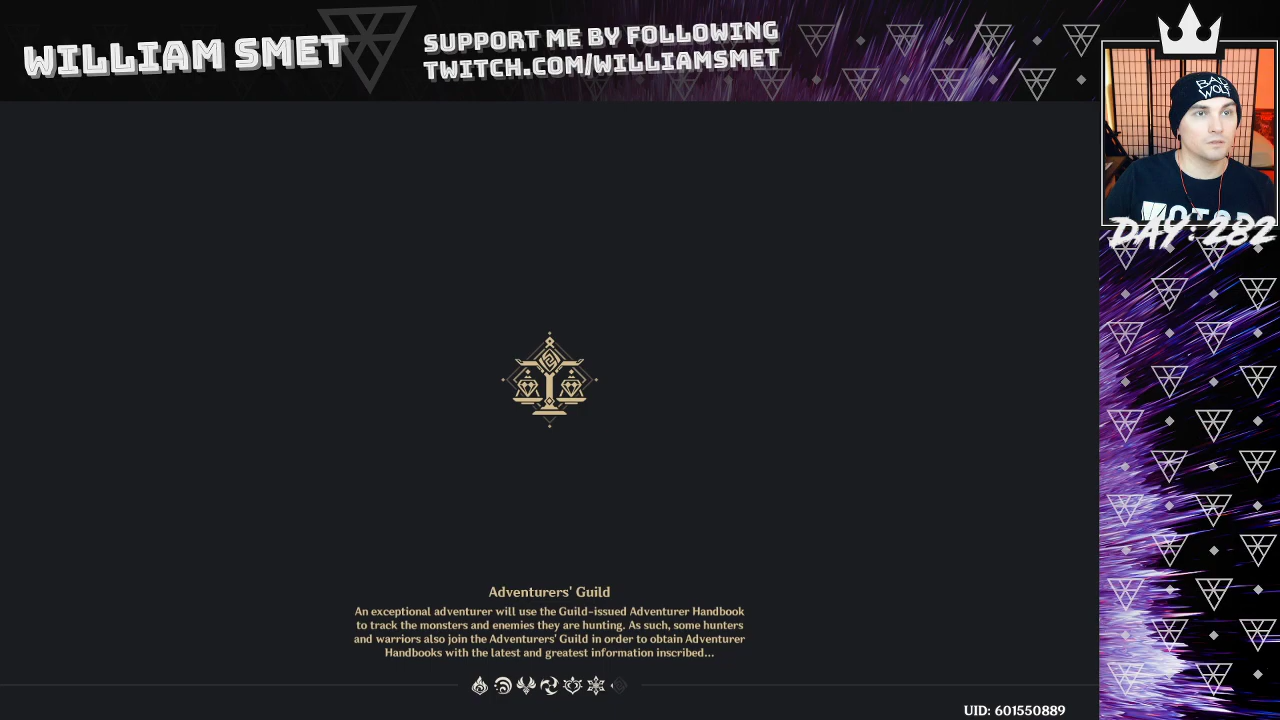 WILLIAM SMET
SUPPORT ME BY FOLLOWING
TWITCH.COM/WILLIAMSMET
BAD
WOLF
DAY: 282
Adventurers' Guild
An exceptional adventurer will use the Guild-issued Adventurer Handbook
to track the monsters and enemies they are hunting. As such, some hunters
and warriors also join the Adventurers' Guild in order to obtain Adventurer
Handbooks with the latest and greatest information inscribed...
UID: 601550889